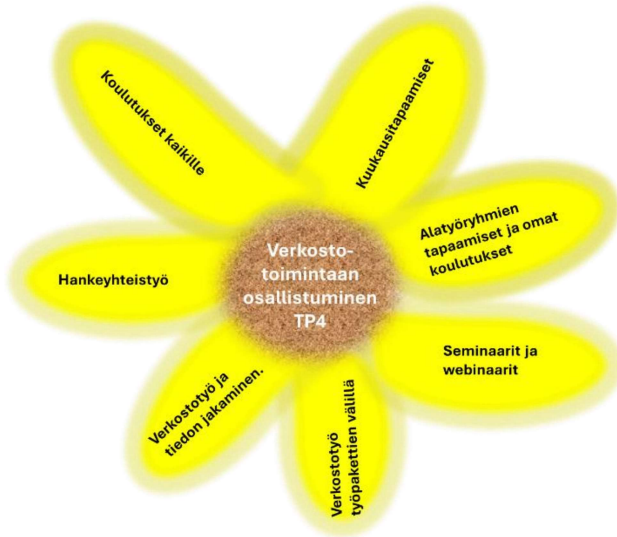 Koulutukset kaikille
Kuukausitapaamiset
Alatyöryhmien
tapaamiset ja omat
koulutukset
Hankeyhteistyö
Verkosto-
toimintaan
osallistuminen
TP4
Seminaarit ja
webinaarit
Verkostotyö ja
tiedon jakaminen.
Verkostotyö
työpakettien välillä